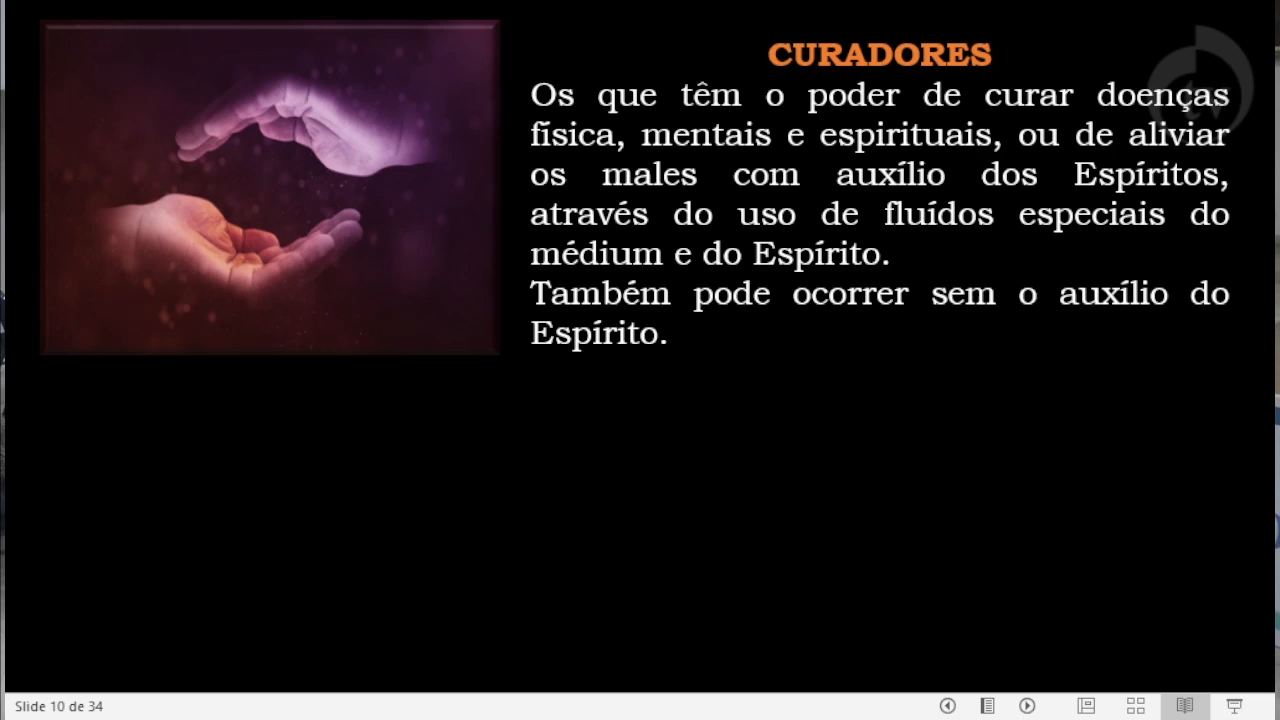 CURADORES
Os que têm o poder de curar doenças
física, mentais e espirituais, ou de aliviar
os males com auxílio dos Espíritos,
através do uso de fluídos especiais do
médium e do Espírito.
Também pode ocorrer sem o auxílio do
Espírito.
Slide 10 de 34